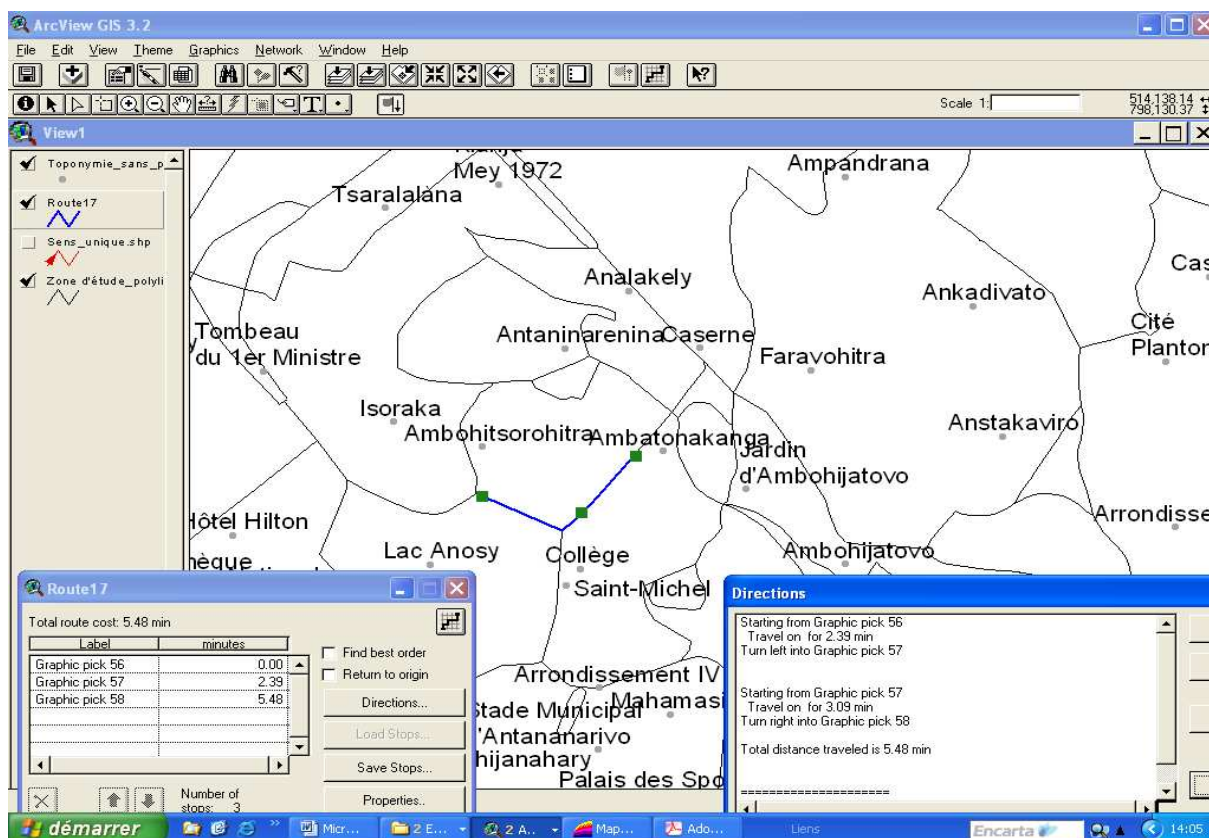 ArcView GIS 3.2
File Edit View Theme Graphics Network Window Help
Scale 1:
514,138.14
798,130.37
View1
Toponymie_sans_p
Route17
Sens_unique.shp
Zone d'étude_polyli
Mey 1972
Ampandrana
Tsaralalana
Analakely
Cas
Ankadivato
Antaninarenina
Caserne
Cité
Planton
Tombeau
du 1er Ministre
Faravohitra
Isoraka
Ambohitsorohitra
Ambatonakanga
Anstakaviro
Jardin
d'Ambohijatovo
Hôtel Hilton
Arrondisse
Lac Anosy
Collège
Saint-Michel
Ambohijatovo
hèque
Arrondissement IV
Mahamasi
Stade Municipal
d'Antananarivo
hijanahary
Palais des Spo
Route17
Total route cost: 5.48 min
Label minutes
Graphic pick 56 0.00
Graphic pick 57 2.39
Graphic pick 58 5.48
Find best order
Return to origin
Directions...
Load Stops...
Save Stops...
Properties..
Number of
stops: 3
Directions
Starting from Graphic pick 56
Travel on for 2.39 min
Turn left into Graphic pick 57
Starting from Graphic pick 57
Travel on for 3.09 min
Turn right into Graphic pick 58
Total distance traveled is 5.48 min
=====================
démarrer
Micr...
2 E...
2 A..
Map...
Ado...
Liens
Encarta
14:05